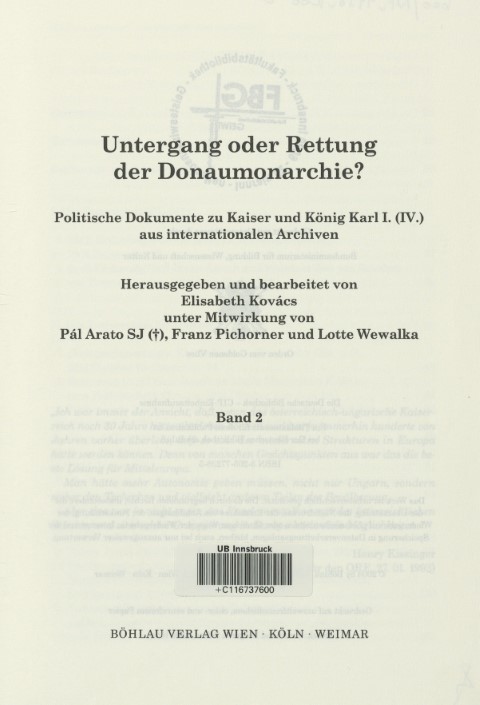 Untergang oder Rettung
der Donaumonarchie?
Politische Dokumente zu Kaiser und König Karl I. (IV.)
aus internationalen Archiven
Herausgegeben und bearbeitet von
Elisabeth Kovács
unter Mitwirkung von
Pál Arato SJ (†), Franz Pichorner und Lotte Wewalka
Band 2
UB Innsbruck
+C116737600
BÖHLAU VERLAG WIEN · KÖLN · WEIMAR